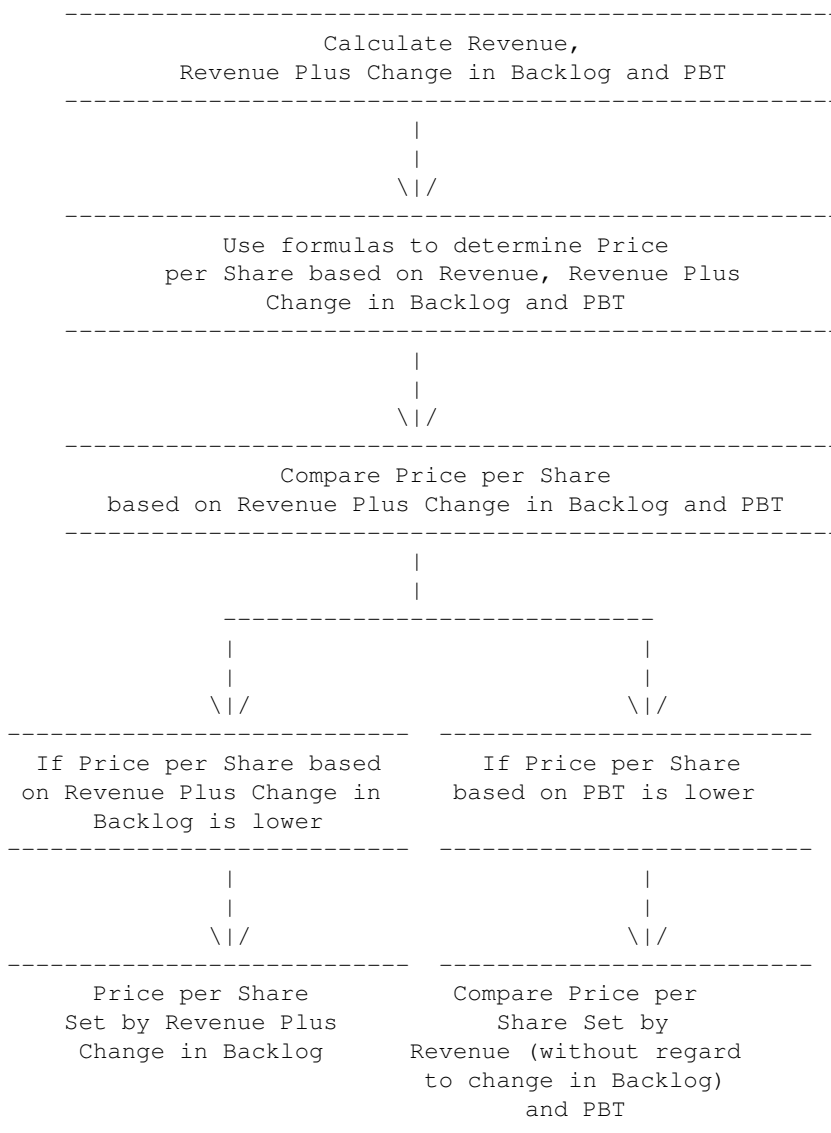 Calculate Revenue,
Revenue Plus Change in Backlog and PBT
Use formulas to determine Price
per Share based on Revenue, Revenue Plus
Change in Backlog and PBT
Compare Price per Share
based on Revenue Plus Change in Backlog and PBT
If Price per Share based
on Revenue Plus Change in
Backlog is lower
If Price per Share
based on PBT is lower
Price per Share
Set by Revenue Plus
Change in Backlog
Compare Price per
Share Set by
Revenue (without regard
to change in Backlog)
and PBT